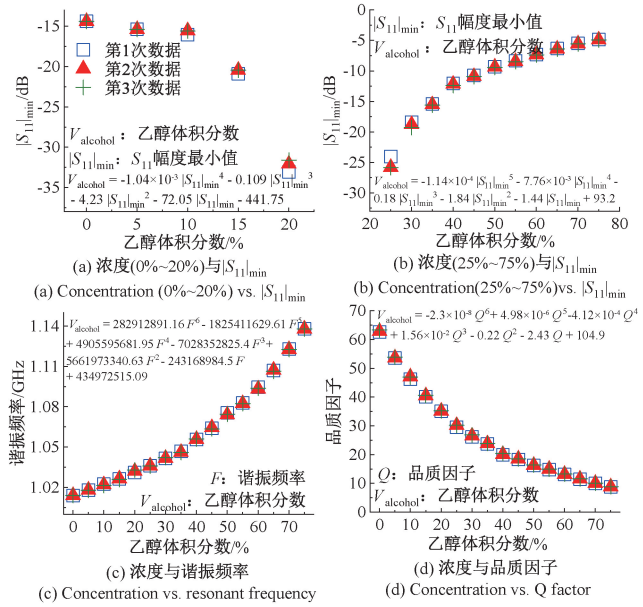 -15
-20
-25
-30
-35
|S₁₁|min/dB
第1次数据
第2次数据
第3次数据
Valcohol：乙醇体积分数
|S₁₁|min：S₁₁幅度最小值
Valcohol = -1.04×10⁻³ |S₁₁|min⁴ - 0.109 |S₁₁|min³
- 4.23 |S₁₁|min² - 72.05 |S₁₁|min - 441.75
0 5 10 15 20
乙醇体积分数/%
(a) 浓度(0%~20%)与|S₁₁|min
(a) Concentration (0%~20%) vs. |S₁₁|min
0
-5
-10
-15
-20
-25
-30
|S₁₁|min/dB
|S₁₁|min：S₁₁幅度最小值
Valcohol：乙醇体积分数
Valcohol = -1.14×10⁻⁴ |S₁₁|min⁵ - 7.76×10⁻³ |S₁₁|min⁴ -
0.18 |S₁₁|min³ - 1.84 |S₁₁|min² - 1.44 |S₁₁|min + 93.2
20 30 40 50 60 70 80
乙醇体积分数/%
(b) 浓度(25%~75%)与|S₁₁|min
(b) Concentration(25%~75%)vs. |S₁₁|min
1.14
1.11
1.08
1.05
1.02
谐振频率/GHz
Valcohol = 282912891.16 F⁶ - 1825411629.61 F⁵
+ 4905595681.95 F⁴ - 7028352825.4 F³ +
5661973340.63 F² - 243168984.5 F
+ 434972515.09
F：谐振频率
Valcohol：乙醇体积分数
0 10 20 30 40 50 60 70
乙醇体积分数/%
(c) 浓度与谐振频率
(c) Concentration vs. resonant frequency
70
60
50
40
30
20
10
0
品质因子
Valcohol = -2.3×10⁻⁸ Q⁶ + 4.98×10⁻⁶ Q⁵-4.12×10⁻⁴ Q⁴
+ 1.56×10⁻² Q³ - 0.22 Q² - 2.43 Q + 104.9
Q：品质因子
Valcohol：乙醇体积分数
0 10 20 30 40 50 60 70
乙醇体积分数/%
(d) 浓度与品质因子
(d) Concentration vs. Q factor